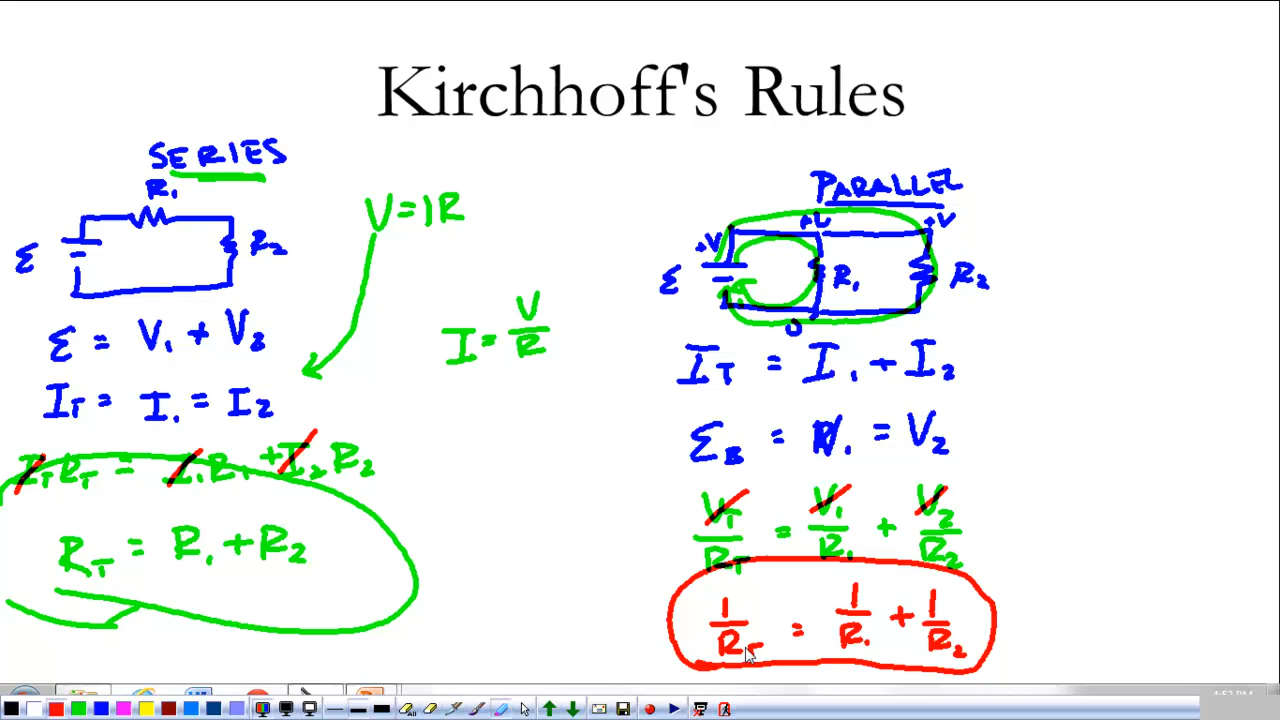 Kirchhoff's Rules
SERIES
R₁
ε
R₂
ε = V₁ + V₂
I_T = I₁ = I₂
I_T R_T = I₁R₁ + I₂R₂
R_T = R₁ + R₂
V = IR
I = V/R
PARALLEL
+V
+V
ε
R₁
R₂
0
I_T = I₁ + I₂
ε_B = V₁ = V₂
V_T/R_T = V₁/R₁ + V₂/R₂
1/R_T = 1/R₁ + 1/R₂